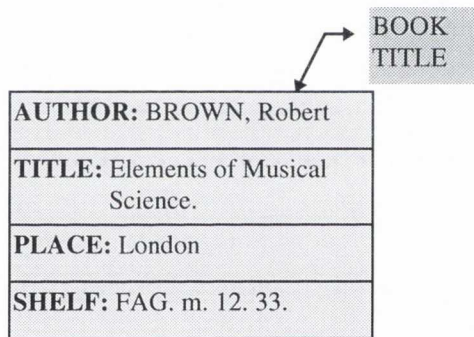 BOOK
TITLE
AUTHOR: BROWN, Robert
TITLE: Elements of Musical
Science.
PLACE: London
SHELF: FAG. m. 12. 33.